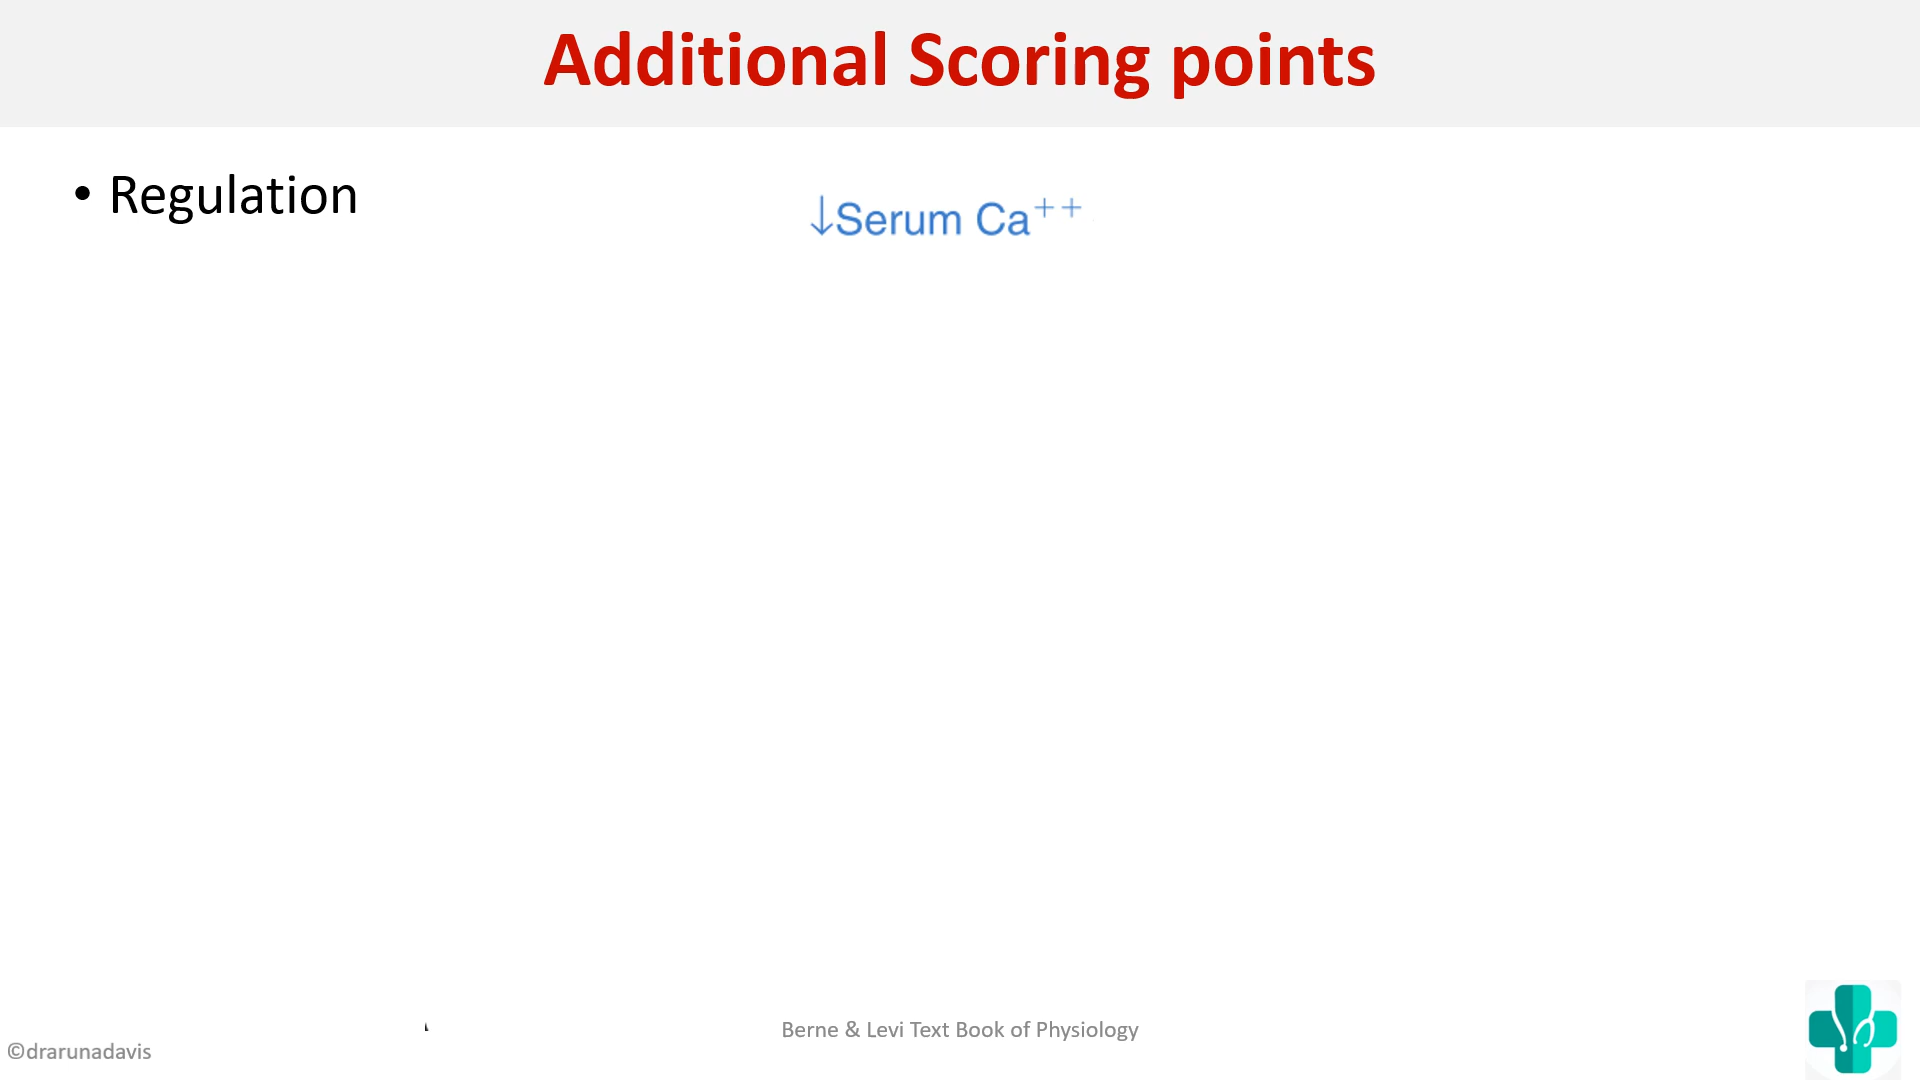 Additional Scoring points
• Regulation
↓Serum Ca⁺⁺
Berne & Levi Text Book of Physiology
©drarunadavis